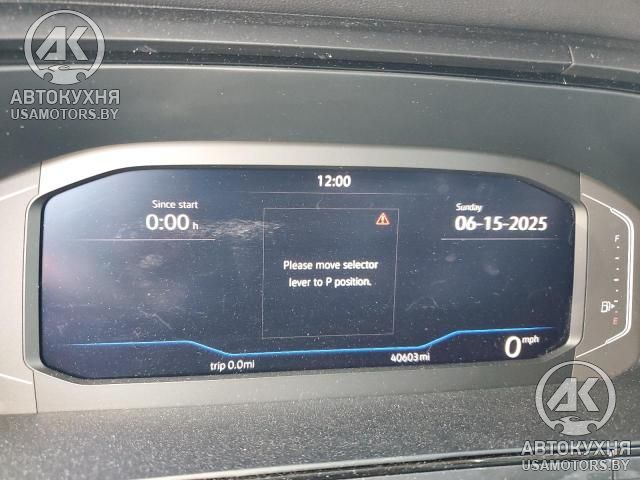 АК
АВТОКУХНЯ
USAMOTORS.BY
12:00
Since start
0:00 h
Sunday
06-15-2025
Please move selector
lever to P position.
F
E
trip 0.0mi
40603mi
0 mph
АК
АВТОКУХНЯ
USAMOTORS.BY